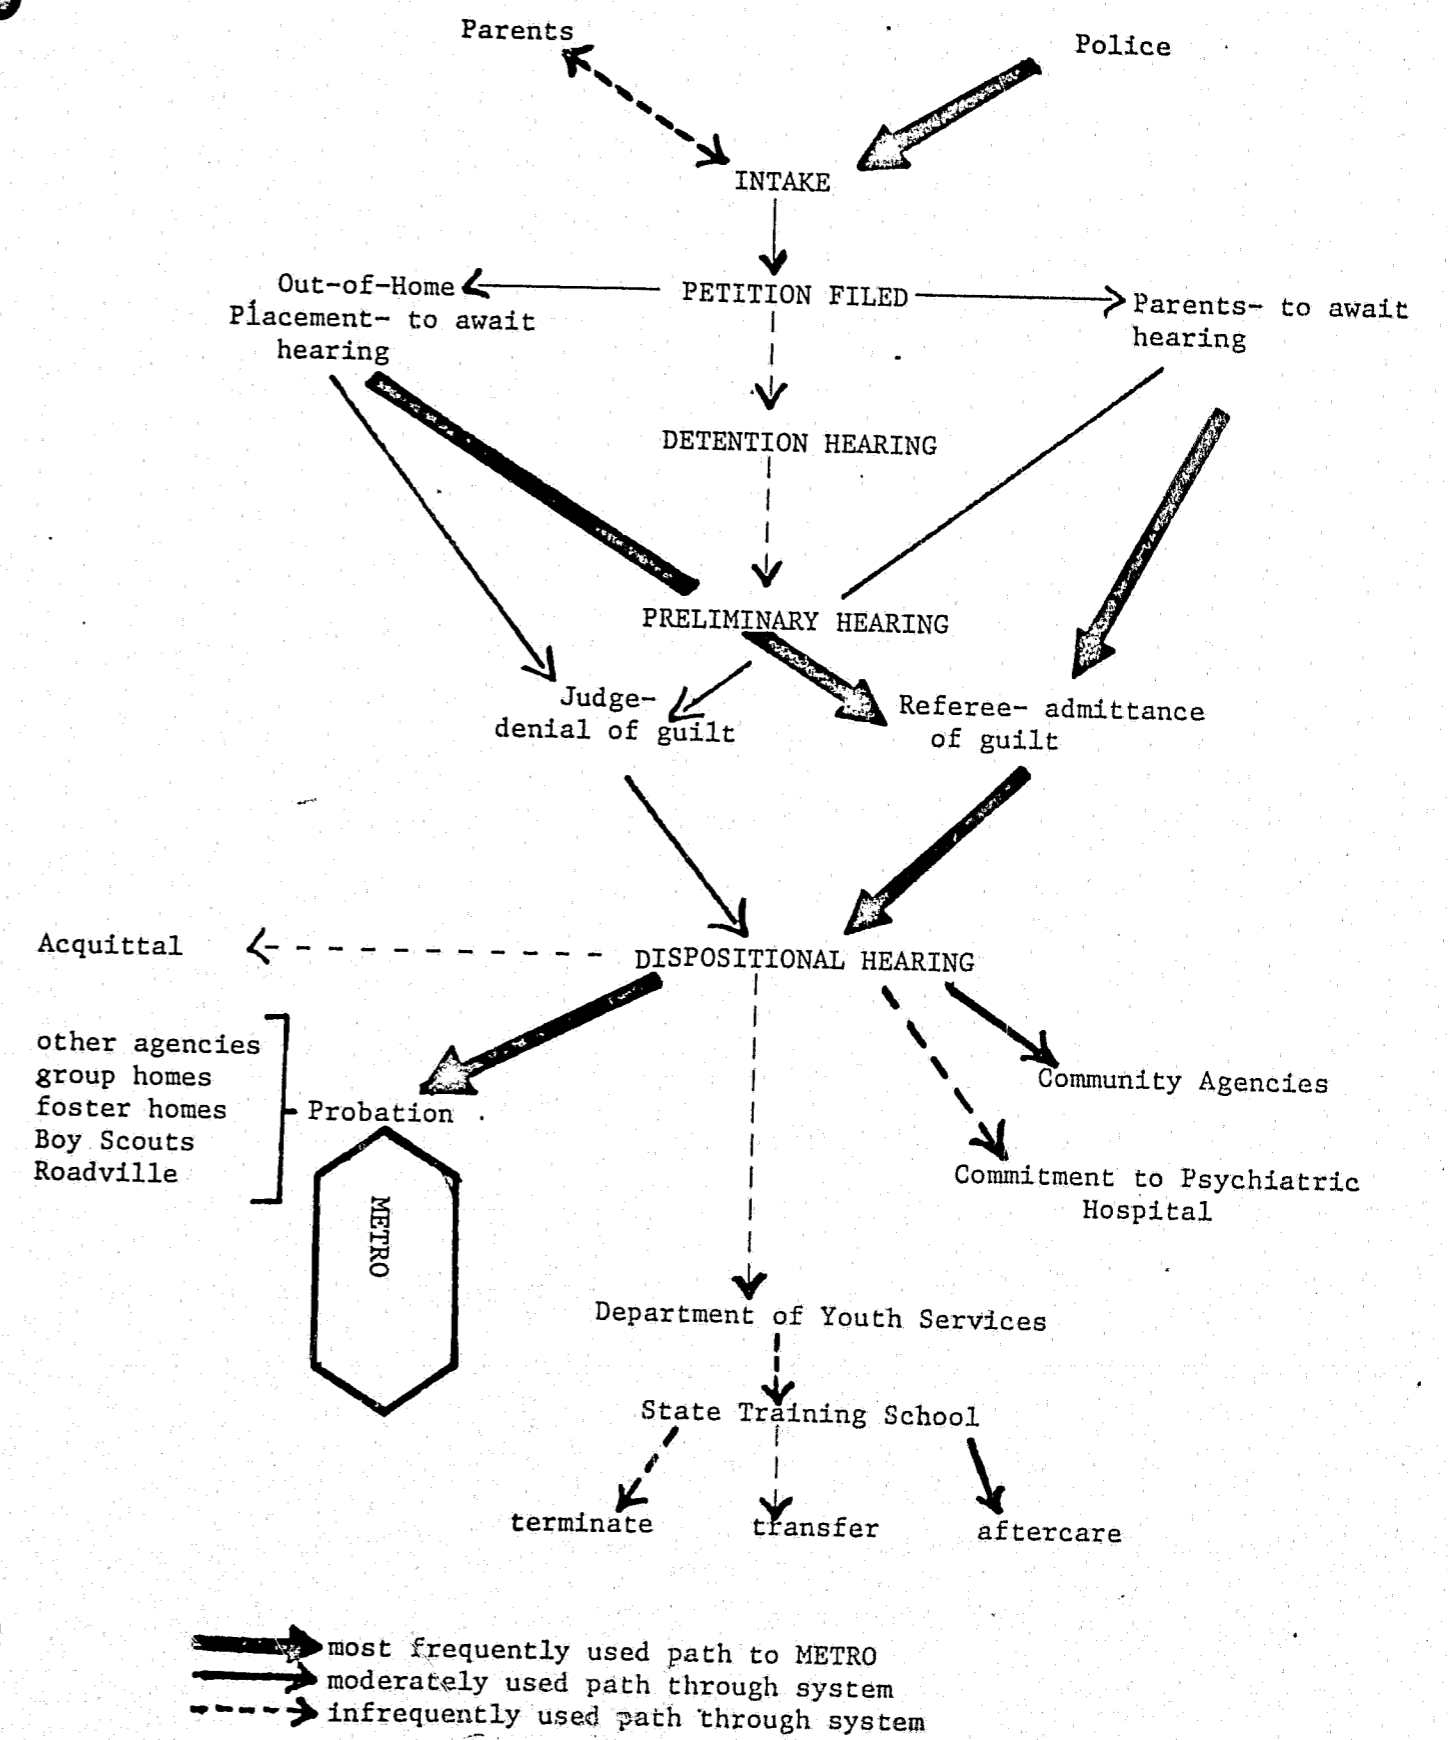 Parents
Police
INTAKE
Out-of-Home
Placement- to await
hearing
PETITION FILED
Parents- to await
hearing
DETENTION HEARING
PRELIMINARY HEARING
Judge-
denial of guilt
Referee- admittance
of guilt
Acquittal
DISPOSITIONAL HEARING
other agencies
group homes
foster homes
Boy Scouts
Roadville
Probation
METRO
Community Agencies
Commitment to Psychiatric
Hospital
Department of Youth Services
State Training School
terminate
transfer
aftercare
most frequently used path to METRO
moderately used path through system
infrequently used path through system